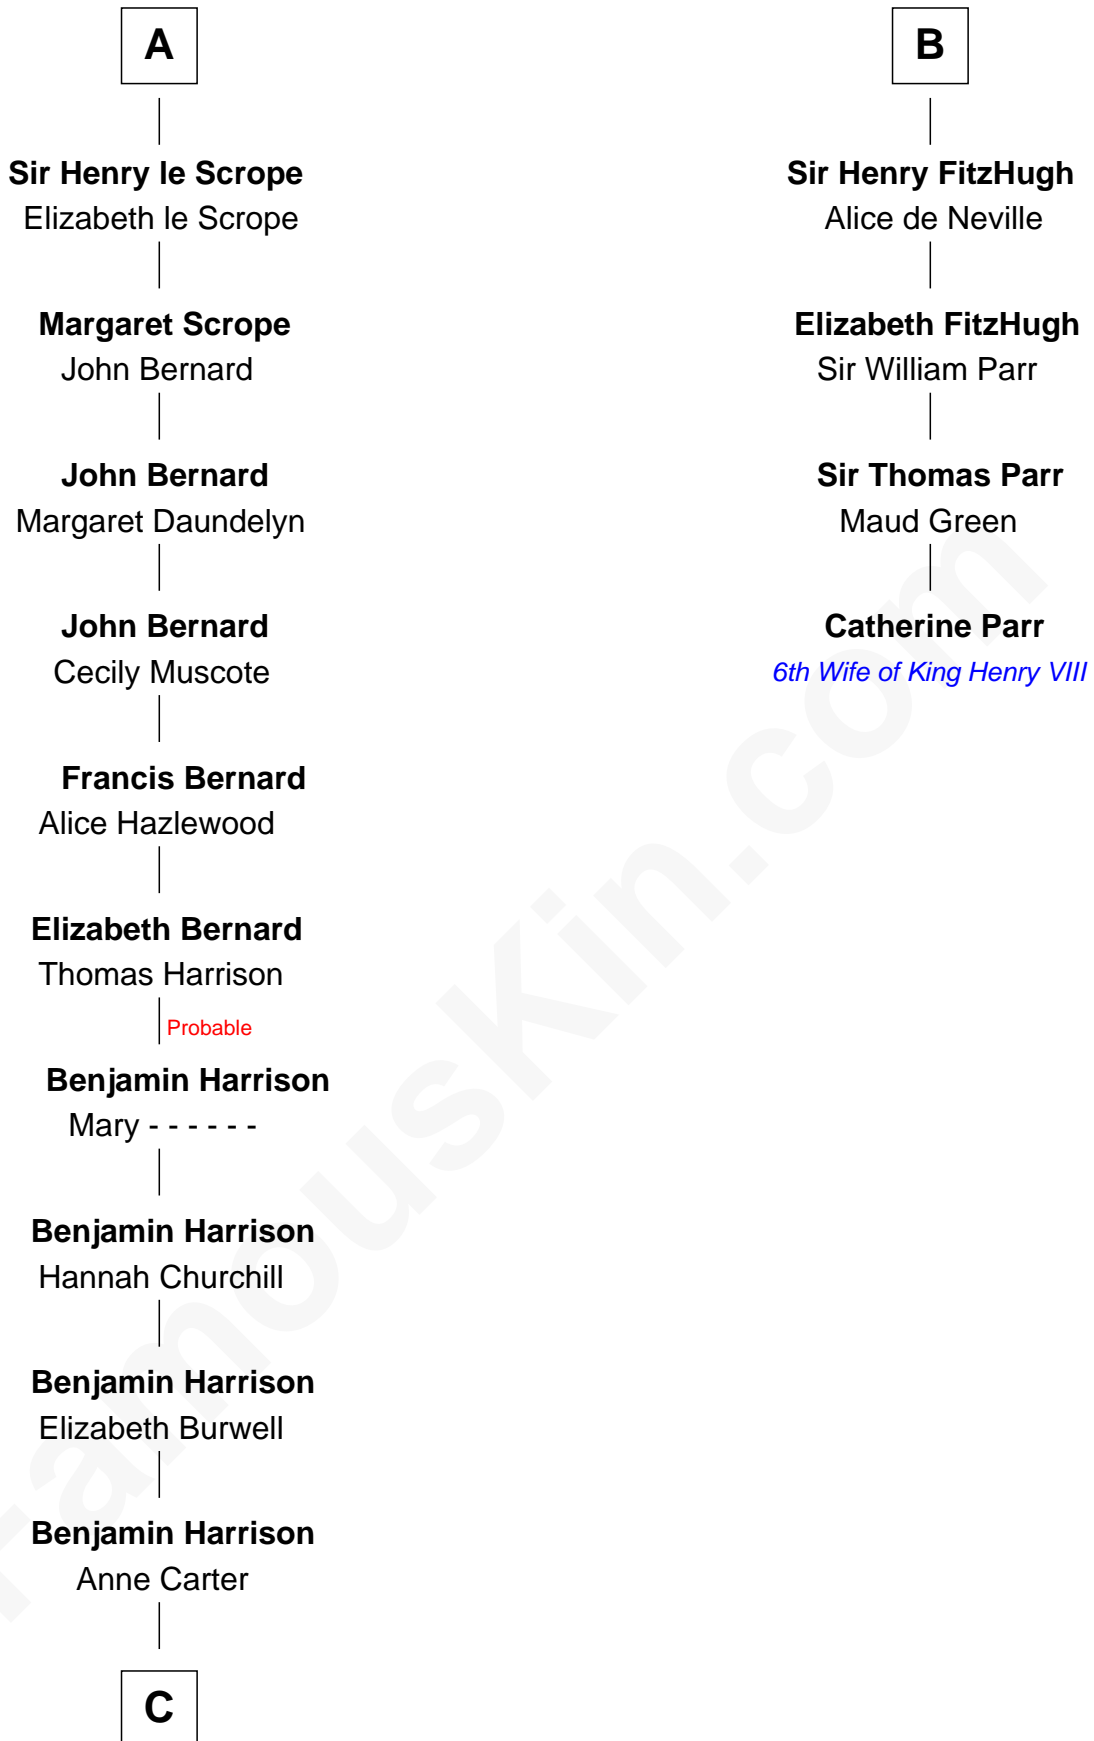 A
Sir Henry le Scrope
Elizabeth le Scrope
Margaret Scrope
John Bernard
John Bernard
Margaret Daundelyn
John Bernard
Cecily Muscote
Francis Bernard
Alice Hazlewood
Elizabeth Bernard
Thomas Harrison
Probable
Benjamin Harrison
Mary - - - - - -
Benjamin Harrison
Hannah Churchill
Benjamin Harrison
Elizabeth Burwell
Benjamin Harrison
Anne Carter
C
B
Sir Henry FitzHugh
Alice de Neville
Elizabeth FitzHugh
Sir William Parr
Sir Thomas Parr
Maud Green
Catherine Parr
6th Wife of King Henry VIII
FamousKin.com